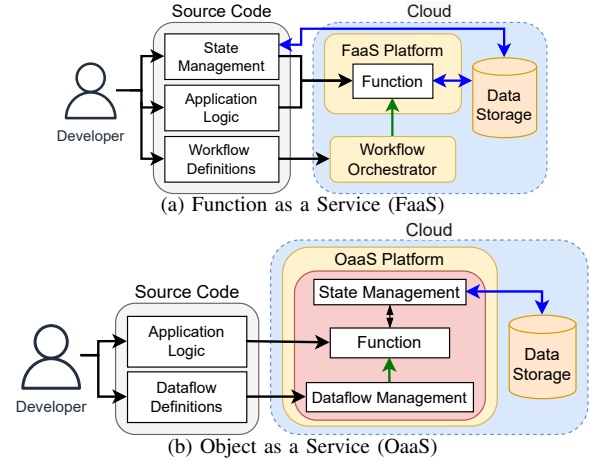 Source Code
Cloud
State
Management
FaaS Platform
Function
Application
Logic
Data
Storage
Developer
Workflow
Definitions
Workflow
Orchestrator
(a) Function as a Service (FaaS)
Cloud
OaaS Platform
Source Code
State Management
Application
Logic
Function
Data
Storage
Developer
Dataflow
Definitions
Dataflow Management
(b) Object as a Service (OaaS)